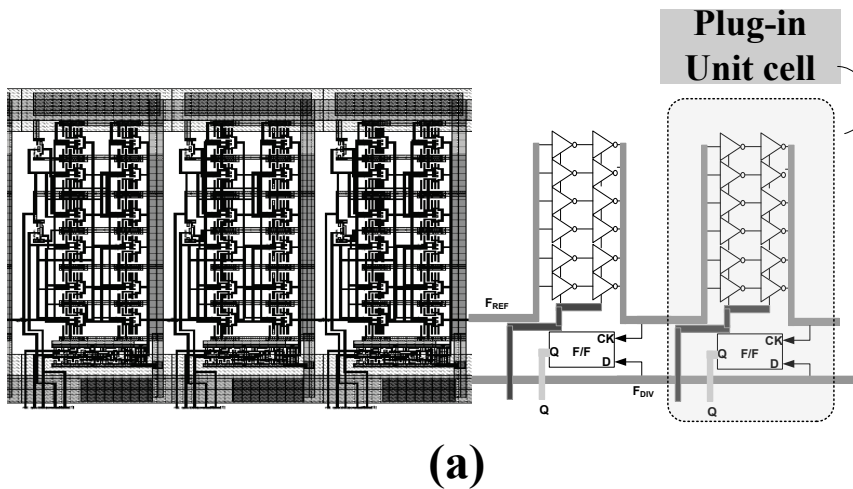 Plug-in
Unit cell
FREF
CK
Q F/F
D
FDIV
Q
CK
Q F/F
D
Q
(a)